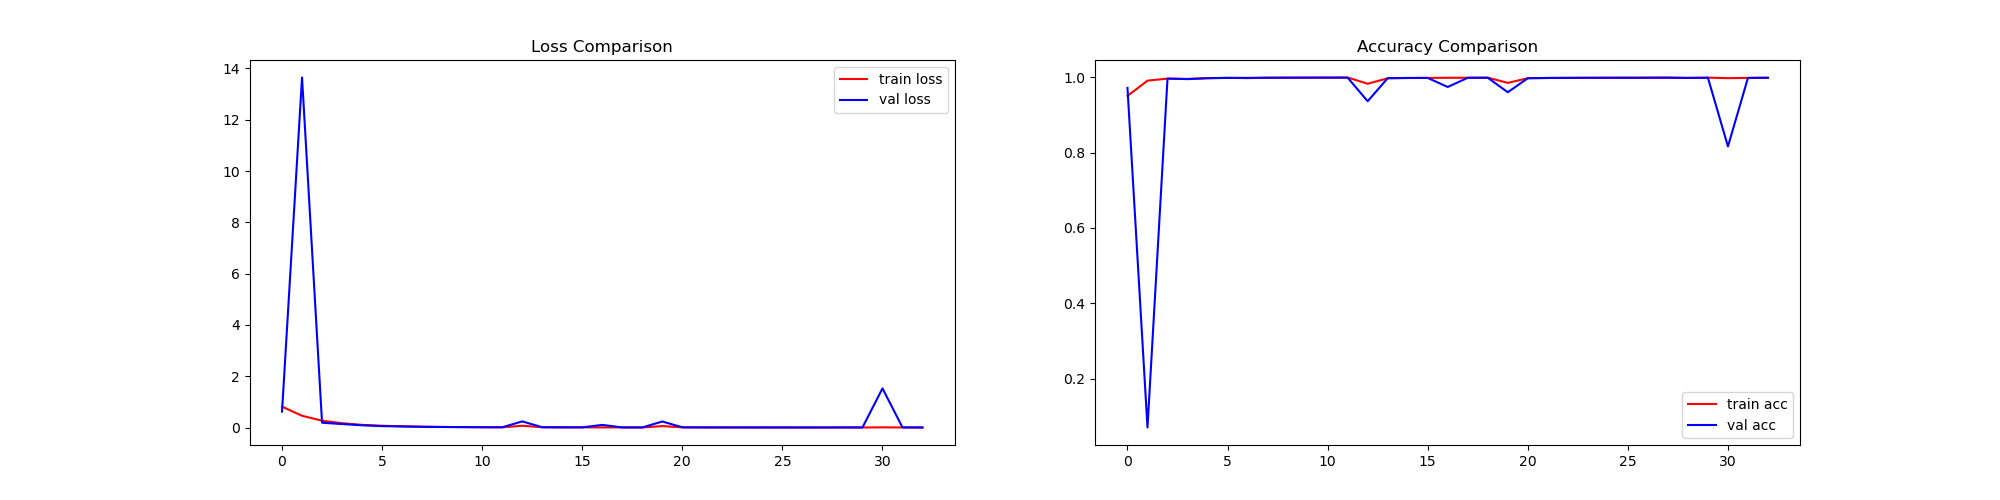 Loss Comparison
14
12
10
8
6
4
2
0
0 5 10 15 20 25 30
train loss
val loss
Accuracy Comparison
1.0
0.8
0.6
0.4
0.2
0 5 10 15 20 25 30
train acc
val acc